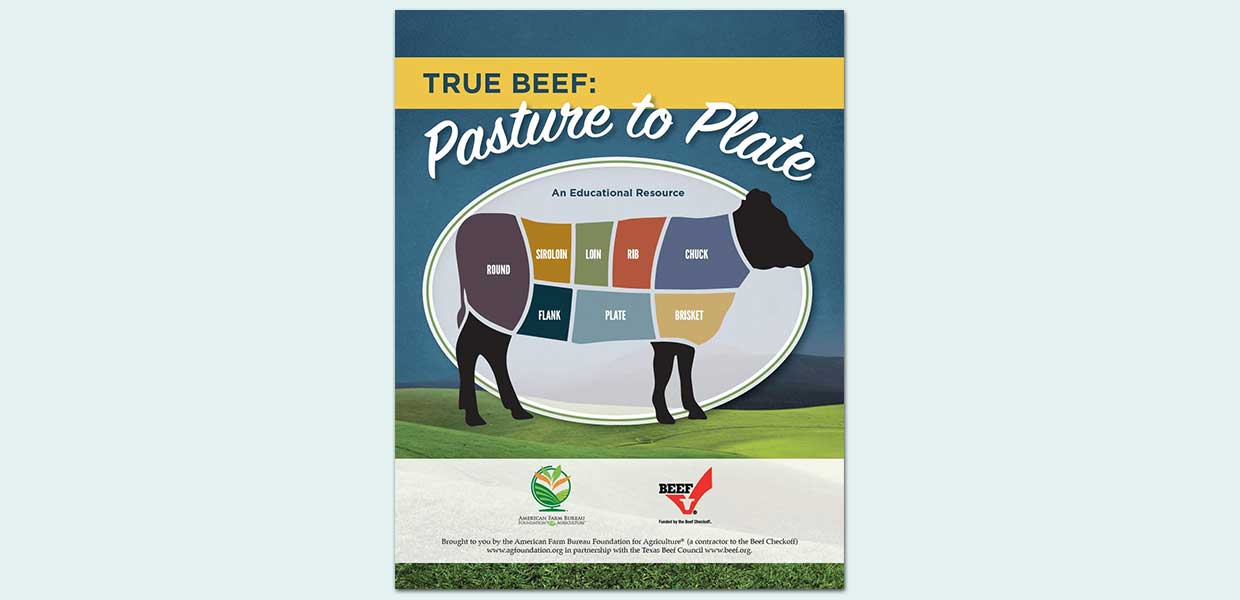 TRUE BEEF:
Pasture to Plate
An Educational Resource
ROUND
SIROLOIN
LOIN
RIB
CHUCK
FLANK
PLATE
BRISKET
AMERICAN FARM BUREAU
FOUNDATION FOR AGRICULTURE®
BEEF
®
Funded by the Beef Checkoff.
Brought to you by the American Farm Bureau Foundation for Agriculture® (a contractor to the Beef Checkoff)
www.agfoundation.org in partnership with the Texas Beef Council www.beef.org.